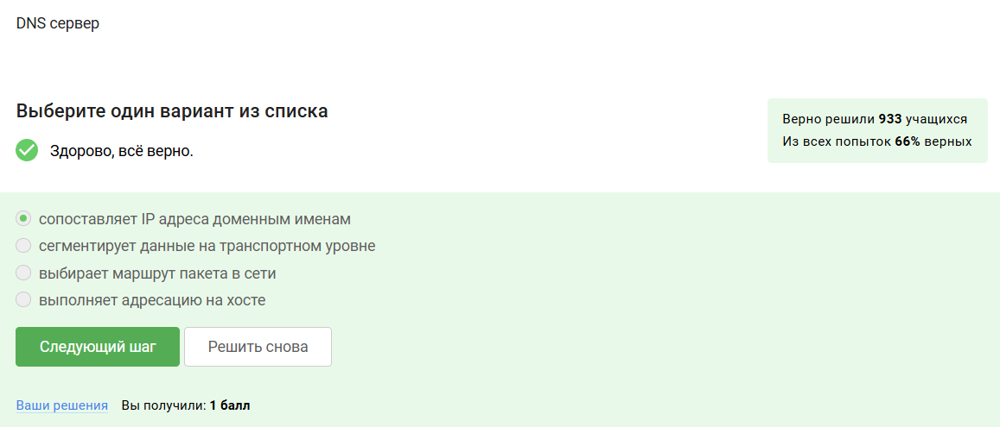 DNS сервер
Выберите один вариант из списка
Здорово, всё верно.
Верно решили 933 учащихся
Из всех попыток 66% верных
сопоставляет IP адреса доменным именам
сегментирует данные на транспортном уровне
выбирает маршрут пакета в сети
выполняет адресацию на хосте
Следующий шаг
Решить снова
Ваши решения
Вы получили: 1 балл